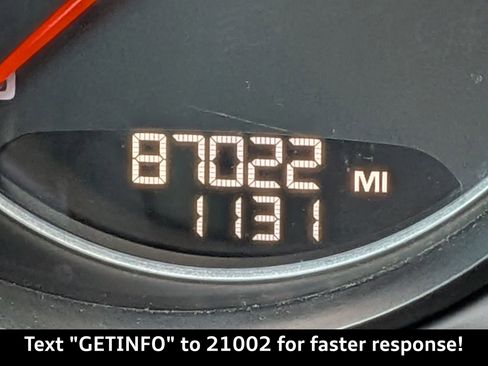 87022 MI
1131
Text "GETINFO" to 21002 for faster response!